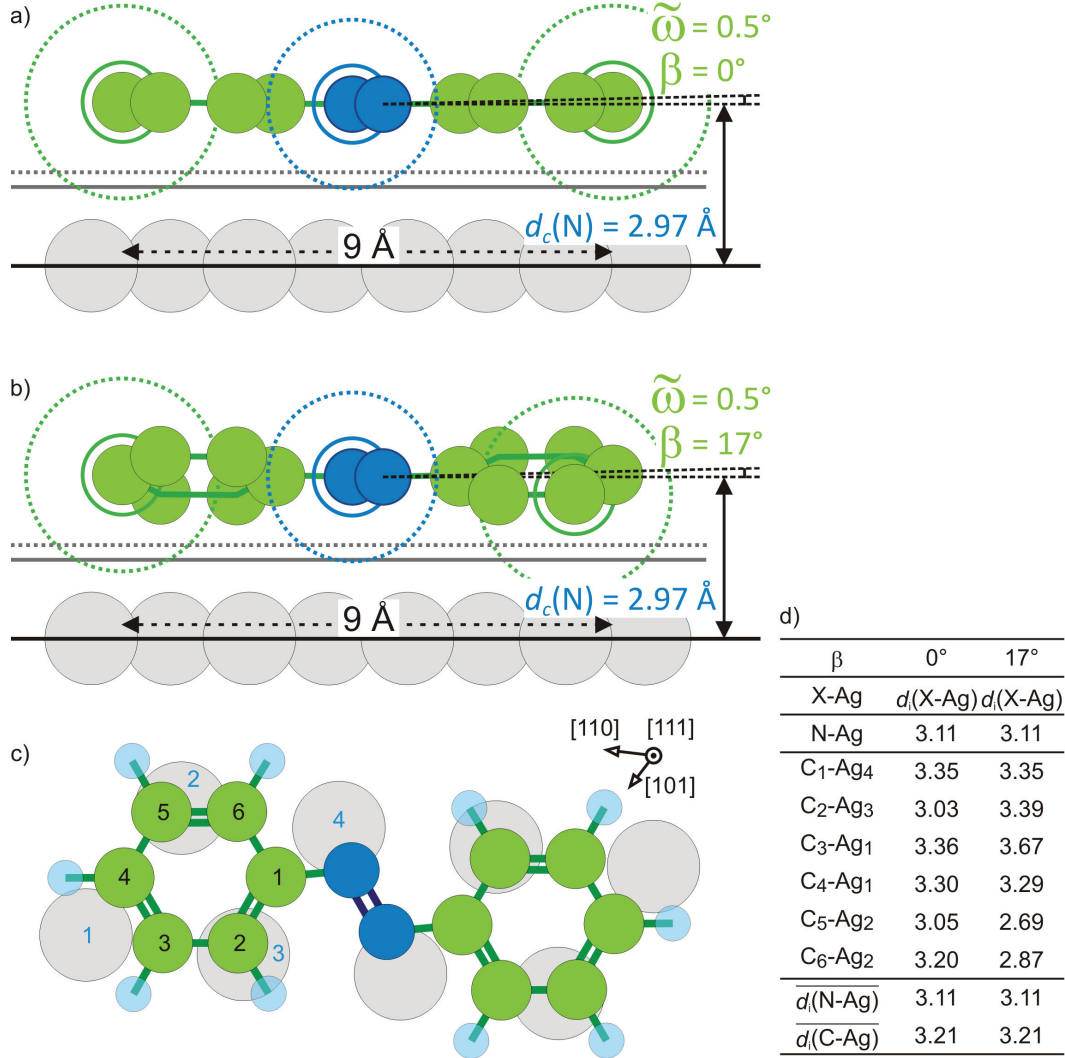 a)
ω̃ = 0.5°
β = 0°
d_c(N) = 2.97 Å
9 Å
b)
ω̃ = 0.5°
β = 17°
d_c(N) = 2.97 Å
9 Å
c)
[110] [111]
[101]
2
5 6 4
4 1
1 3 2 3
d)
β 0° 17°
X-Ag d_i(X-Ag) d_i(X-Ag)
N-Ag 3.11 3.11
C₁-Ag₄ 3.35 3.35
C₂-Ag₃ 3.03 3.39
C₃-Ag₁ 3.36 3.67
C₄-Ag₁ 3.30 3.29
C₅-Ag₂ 3.05 2.69
C₆-Ag₂ 3.20 2.87
d_i(N-Ag) 3.11 3.11
d_i(C-Ag) 3.21 3.21